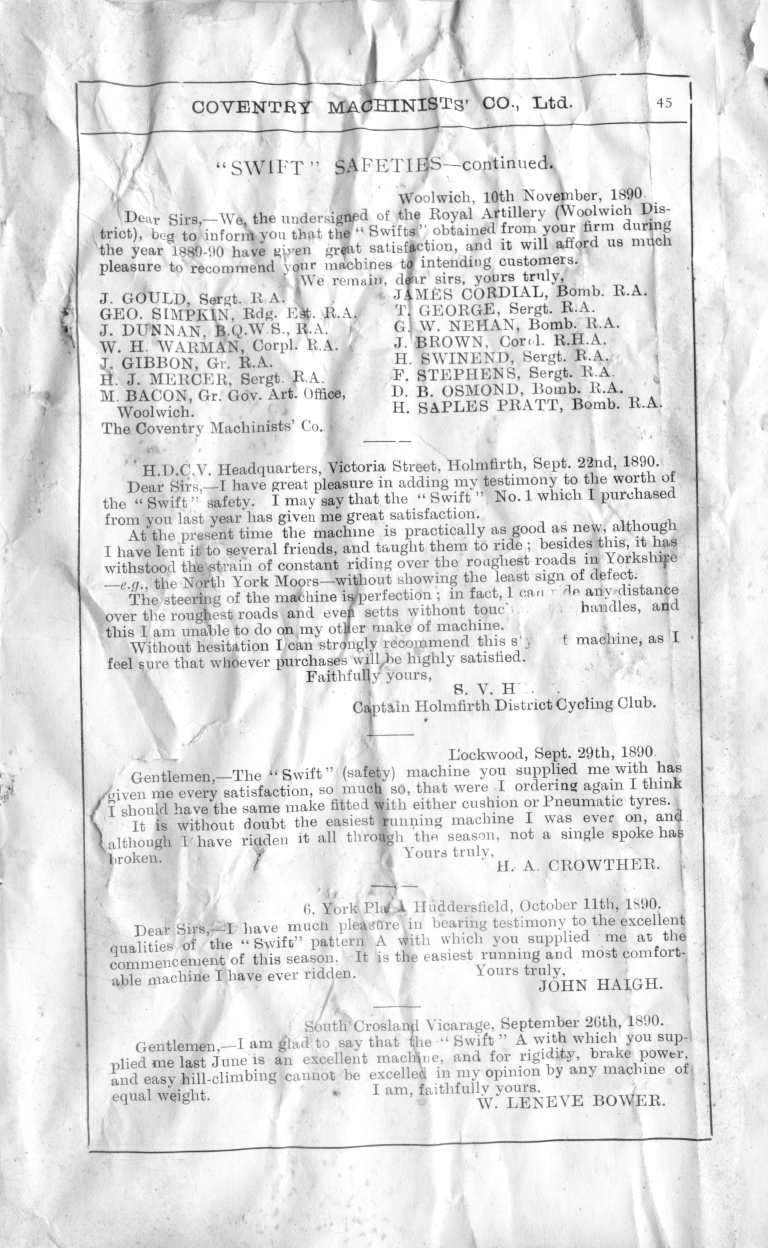 COVENTRY MACHINISTS' CO., Ltd. 45
"SWIFT" SAFETIES—continued.
Woolwich, 10th November, 1890.
Dear Sirs,—We, the undersigned of the Royal Artillery (Woolwich Dis-
trict), beg to inform you that the "Swifts" obtained from your firm during
the year 1889-90 have given great satisfaction, and it will afford us much
pleasure to recommend your machines to intending customers.
We remain, dear sirs, yours truly,
J. GOULD, Sergt. R.A.
GEO. SIMPKIN, Rdg. Est. R.A.
J. DUNNAN, B.Q.W.S., R.A.
W. H. WARMAN, Corpl. R.A.
J. GIBBON, Gr. R.A.
H. J. MERCER, Sergt. R.A.
M. BACON, Gr. Gov. Art. Office,
Woolwich.
The Coventry Machinists' Co.
JAMES CORDIAL, Bomb. R.A.
T. GEORGE, Sergt. R.A.
G. W. NEHAN, Bomb. R.A.
J. BROWN, Corpl. R.H.A.
H. SWINEND, Sergt. R.A.
F. STEPHENS, Sergt. R.A.
D. B. OSMOND, Bomb. R.A.
H. SAPLES PRATT, Bomb. R.A.
H.D.C.V. Headquarters, Victoria Street, Holmfirth, Sept. 22nd, 1890.
Dear Sirs,—I have great pleasure in adding my testimony to the worth of
the "Swift" safety. I may say that the "Swift" No. 1 which I purchased
from you last year has given me great satisfaction.
At the present time the machine is practically as good as new, although
I have lent it to several friends, and taught them to ride; besides this, it has
withstood the strain of constant riding over the roughest roads in Yorkshire
—e.g., the North York Moors—without showing the least sign of defect.
The steering of the machine is perfection; in fact, I can any distance
over the roughest roads and even setts without handles, and
this I am unable to do on my other make of machine.
Without hesitation I can strongly recommend this machine, as I
feel sure that whoever purchases will be highly satisfied.
Faithfully yours,
S. V. H
Captain Holmfirth District Cycling Club.
Lockwood, Sept. 29th, 1890.
Gentlemen,—The "Swift" (safety) machine you supplied me with has
given me every satisfaction, so much so, that were I ordering again I think
I should have the same make fitted with either cushion or Pneumatic tyres.
It is without doubt the easiest running machine I was ever on, and
although I have ridden it all through the season, not a single spoke has
broken. Yours truly,
H. A. CROWTHER.
6, York Huddersfield, October 11th, 1890.
Dear Sirs,—I have much pleasure in bearing testimony to the excellent
qualities of the "Swift" pattern A with which you supplied me at the
commencement of this season. It is the easiest running and most comfort-
able machine I have ever ridden. Yours truly,
JOHN HAIGH.
South Crosland Vicarage, September 26th, 1890.
Gentlemen,—I am glad to say that the "Swift" A with which you sup-
plied me last June is an excellent machine, and for rigidity, brake power,
and easy hill-climbing cannot be excelled in my opinion by any machine of
equal weight. I am, faithfully yours.
W. LENEVE BOWER.